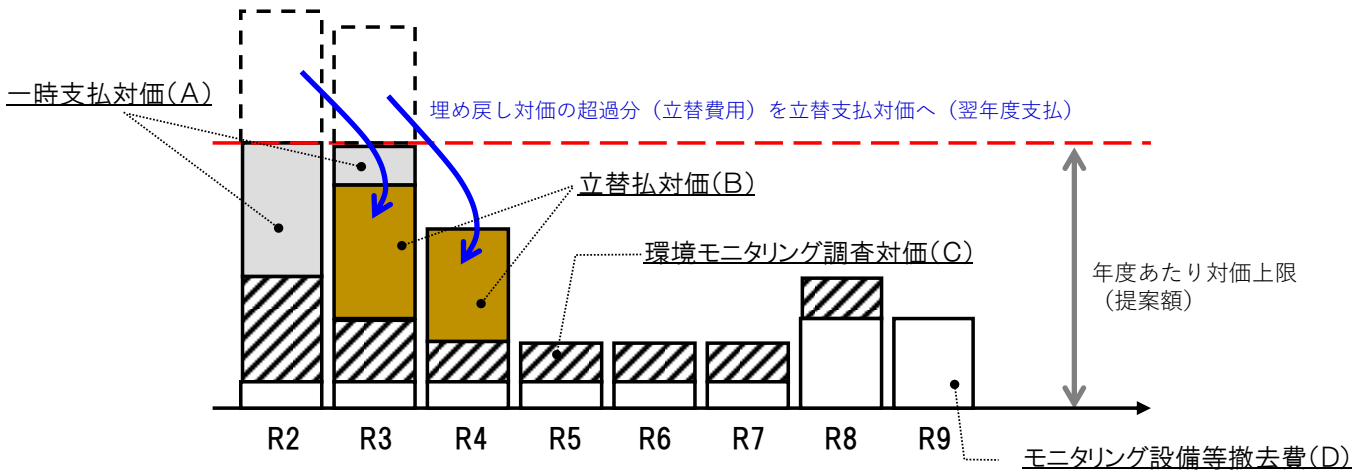 一時支払対価(A)
埋め戻し対価の超過分（立替費用）を立替支払対価へ（翌年度支払）
立替払対価(B)
環境モニタリング調査対価(C)
年度あたり対価上限
（提案額）
R2 R3 R4 R5 R6 R7 R8 R9
モニタリング設備等撤去費(D)